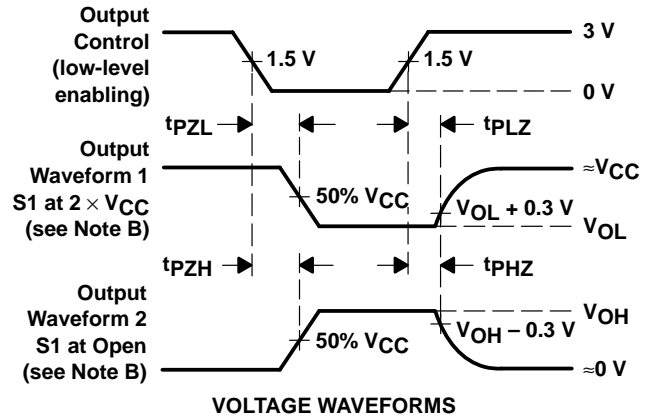 Output
Control
(low-level
enabling)
1.5 V
1.5 V
3 V
0 V
tPZL
tPLZ
Output
Waveform 1
S1 at 2 × VCC
(see Note B)
50% VCC
VOL + 0.3 V
≈VCC
VOL
tPZH
tPHZ
Output
Waveform 2
S1 at Open
(see Note B)
50% VCC
VOH – 0.3 V
VOH
≈0 V
VOLTAGE WAVEFORMS